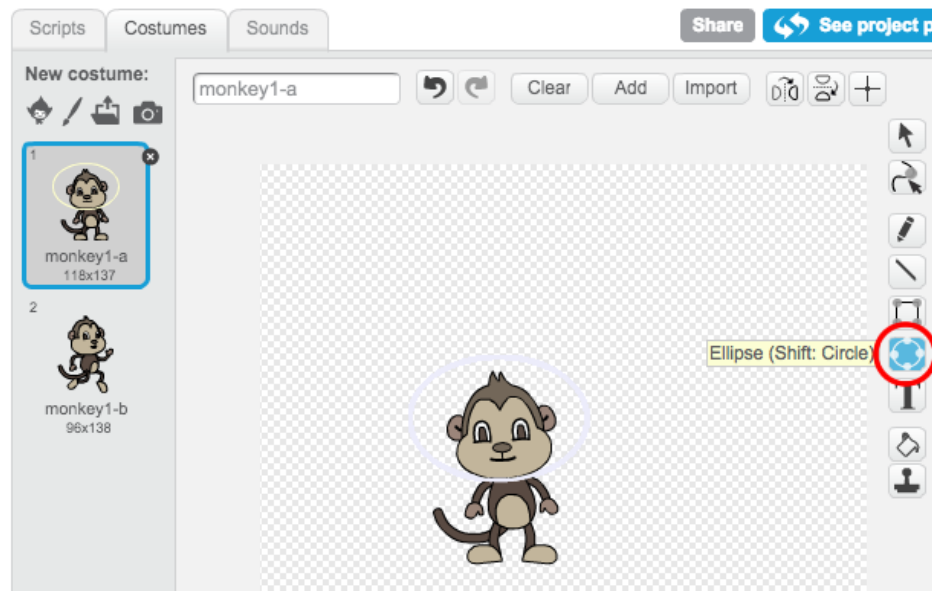 Scripts Costumes Sounds Share See project p
New costume:
monkey1-a Clear Add Import
1
monkey1-a
118x137
2
Ellipse (Shift: Circle)
T
monkey1-b
96x138